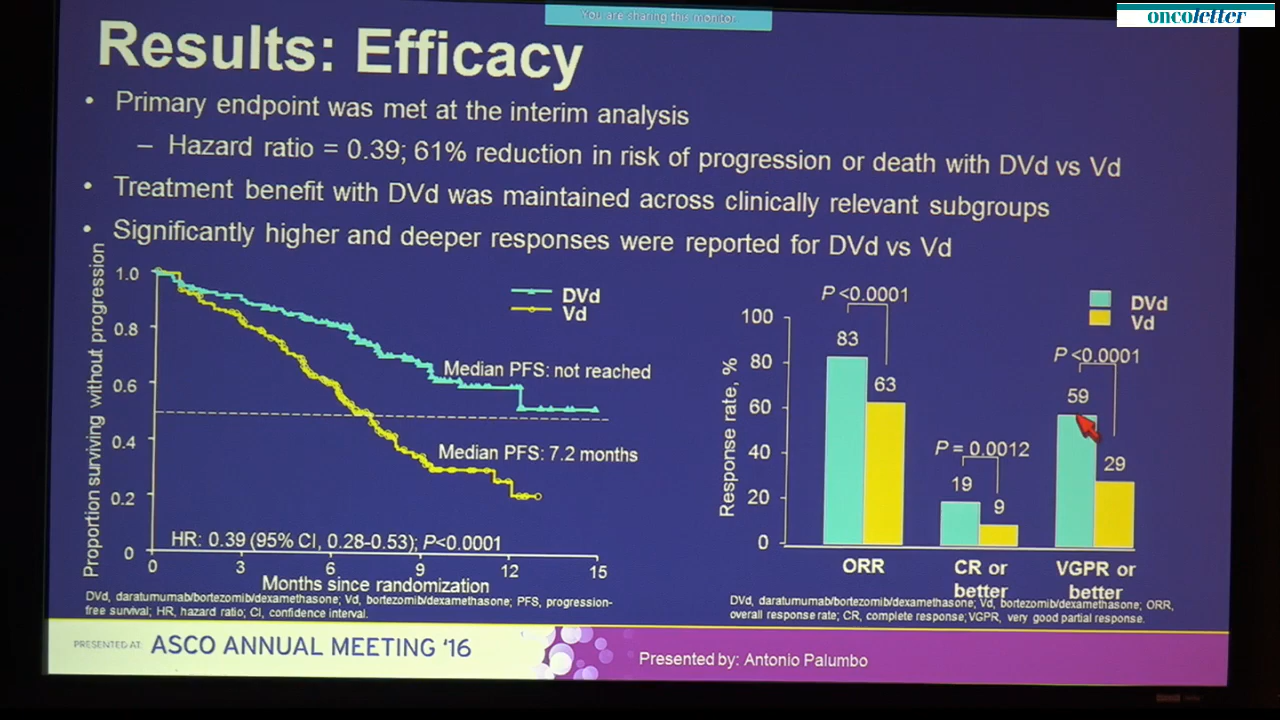 You are sharing this monitor
oncoletter
Results: Efficacy
• Primary endpoint was met at the interim analysis
– Hazard ratio = 0.39; 61% reduction in risk of progression or death with DVd vs Vd
• Treatment benefit with DVd was maintained across clinically relevant subgroups
• Significantly higher and deeper responses were reported for DVd vs Vd
Proportion surviving without progression
1.0
0.8
0.6
0.4
0.2
0
DVd
Vd
Median PFS: not reached
Median PFS: 7.2 months
HR: 0.39 (95% CI, 0.28-0.53); P<0.0001
0 3 6 9 12 15
Months since randomization
DVd, daratumumab/bortezomib/dexamethasone; Vd, bortezomib/dexamethasone; PFS, progression-
free survival; HR, hazard ratio; CI, confidence interval.
Response rate, %
100
80
60
40
20
0
DVd
Vd
P <0.0001
83
63
P = 0.0012
19
9
P <0.0001
59
29
ORR
CR or
better
VGPR or
better
DVd, daratumumab/bortezomib/dexamethasone; Vd, bortezomib/dexamethasone; ORR,
overall response rate; CR, complete response; VGPR, very good partial response.
PRESENTED AT: ASCO ANNUAL MEETING ‘16
Presented by: Antonio Palumbo